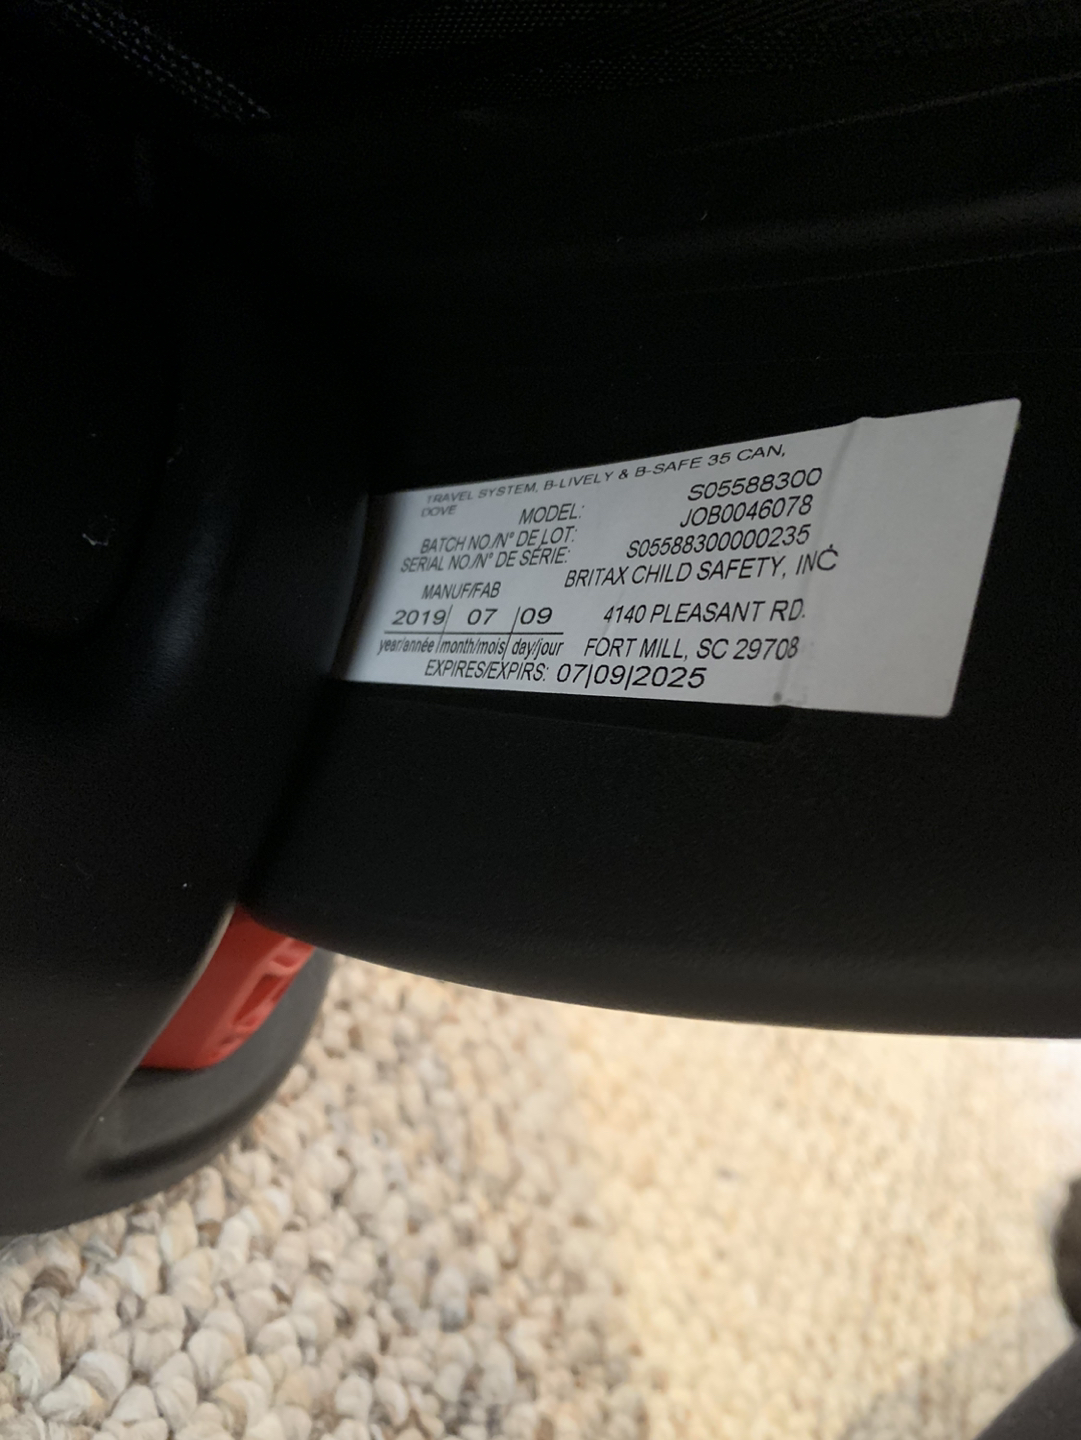 TRAVEL SYSTEM, B-LIVELY & B-SAFE 35 CAN,
DOVE
MODEL: S05588300
BATCH NO./N° DE LOT: JOB0046078
SERIAL NO./N° DE SÉRIE: S05588300000235
MANUF/FAB BRITAX CHILD SAFETY, INC
2019 07 09 4140 PLEASANT RD.
year/année month/mois day/jour FORT MILL, SC 29708
EXPIRES/EXPIRS: 07|09|2025